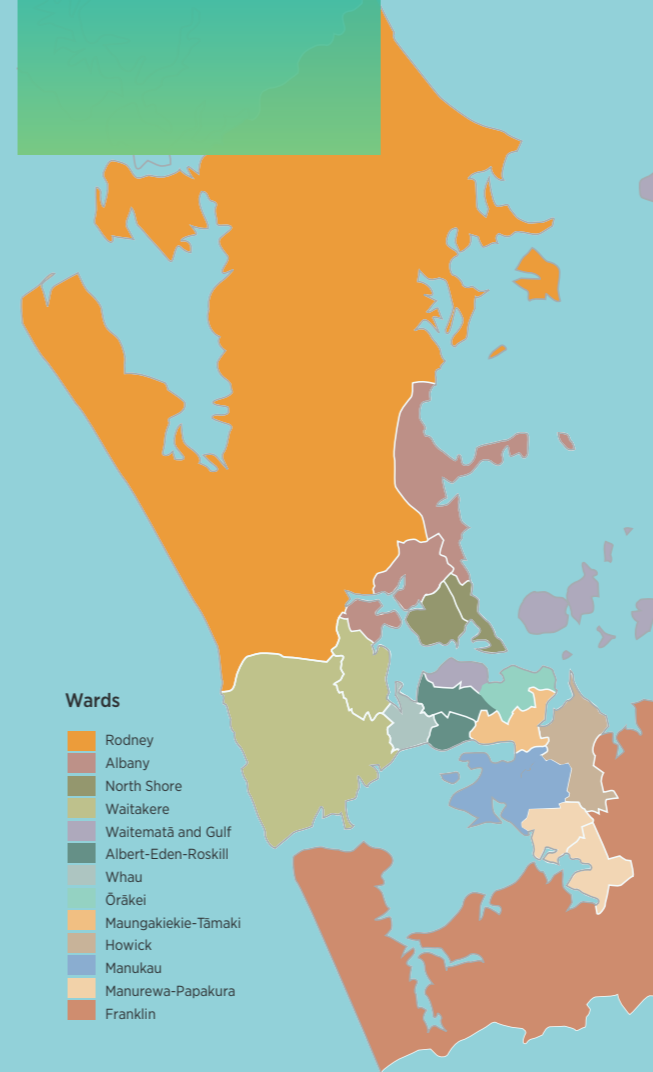 Wards
Rodney
Albany
North Shore
Waitakere
Waitematā and Gulf
Albert-Eden-Roskill
Whau
Ōrākei
Maungakiekie-Tāmaki
Howick
Manukau
Manurewa-Papakura
Franklin